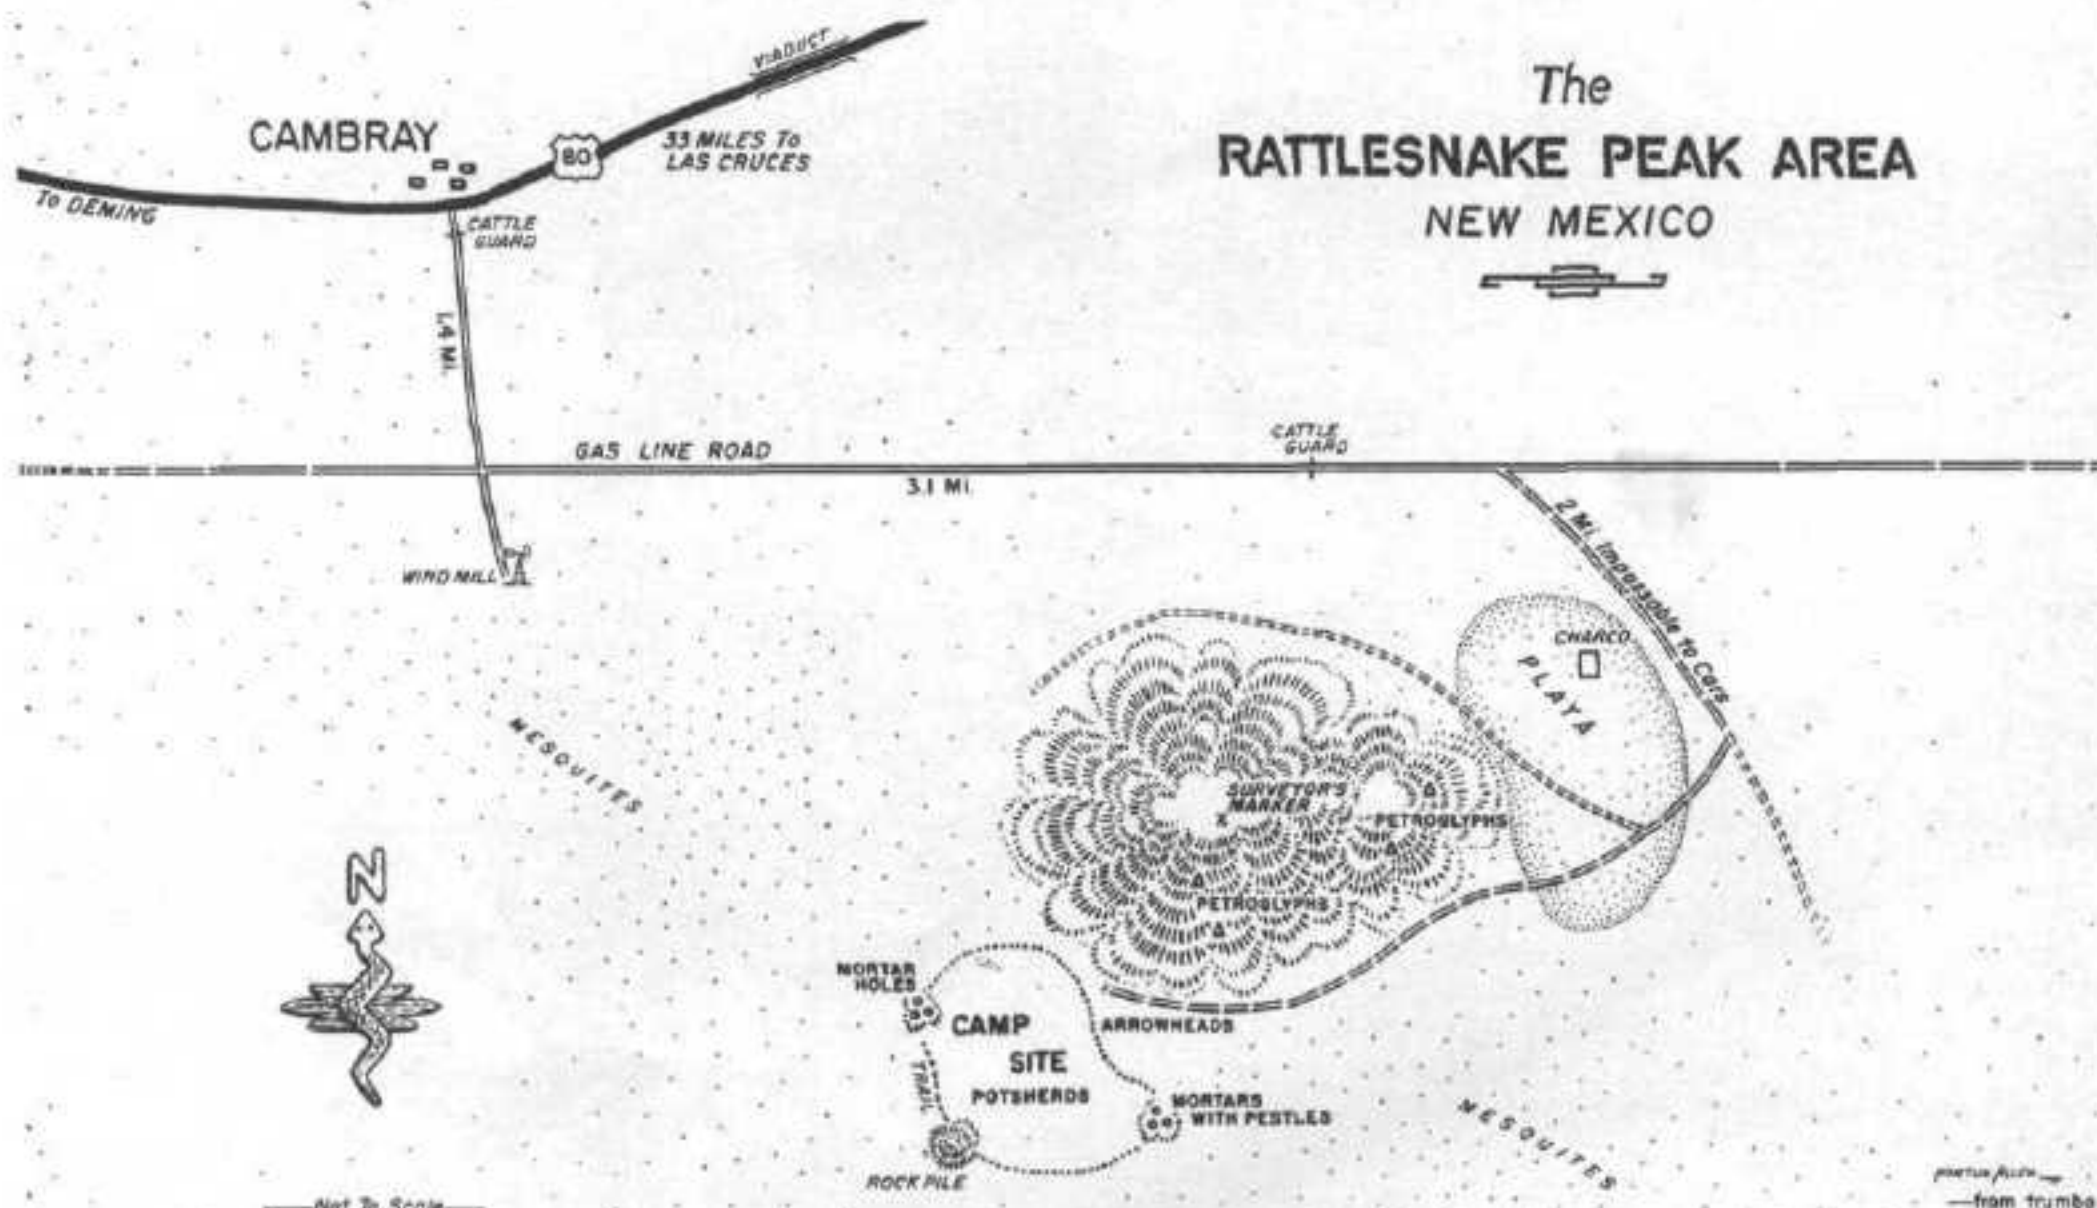 The
RATTLESNAKE PEAK AREA
NEW MEXICO
VIADUCT
CAMBRAY
80
33 MILES To
LAS CRUCES
To DEMING
CATTLE
GUARD
1.4 MI.
GAS LINE ROAD
CATTLE
GUARD
3.1 MI.
2 Mi. Impassable to Cars
WIND MILL
CHARCO
PLAYA
MESQUITES
SURVEYOR'S
MARKER
X
PETROGLYPHS
N
PETROGLYPHS
MORTAR
HOLES
CAMP
SITE
POTSHERDS
ARROWHEADS
TRAIL
MORTARS
WITH PESTLES
MESQUITES
ROCK PILE
Not To Scale
—from